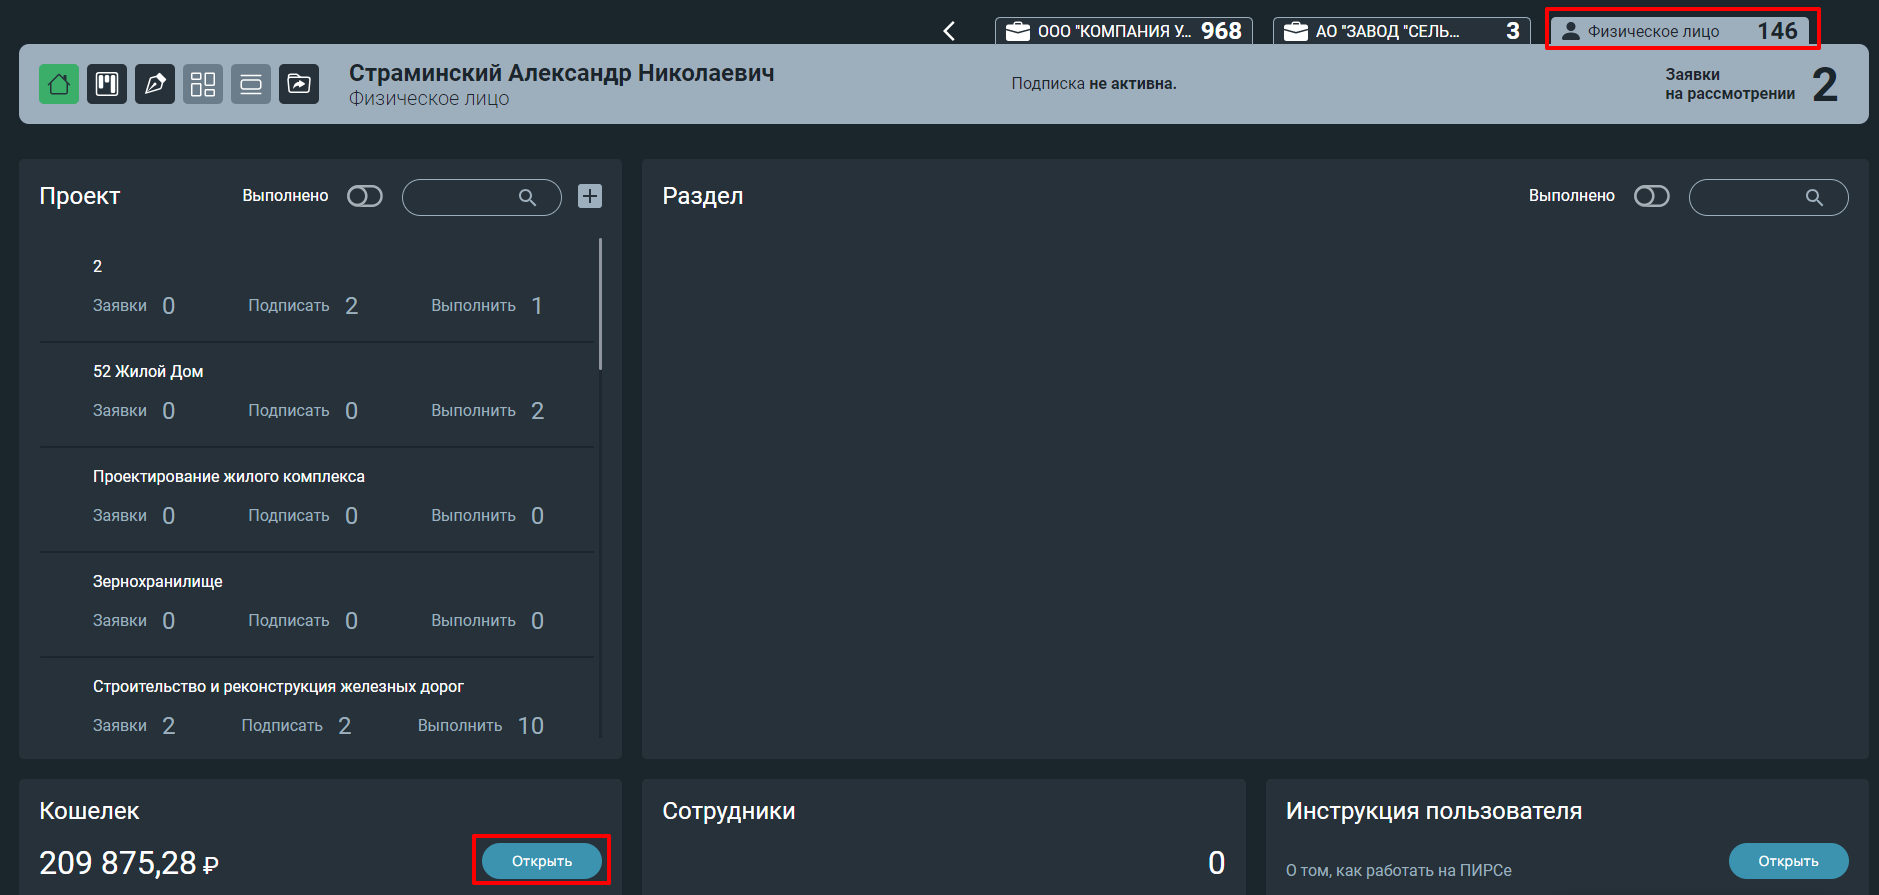 ООО "КОМПАНИЯ У... 968
АО "ЗАВОД "СЕЛЬ... 3
Физическое лицо 146
Страминский Александр Николаевич
Физическое лицо
Подписка не активна.
Заявки
на рассмотрении 2
Проект Выполнено
2
Заявки 0 Подписать 2 Выполнить 1
52 Жилой Дом
Заявки 0 Подписать 0 Выполнить 2
Проектирование жилого комплекса
Заявки 0 Подписать 0 Выполнить 0
Зернохранилище
Заявки 0 Подписать 0 Выполнить 0
Строительство и реконструкция железных дорог
Заявки 2 Подписать 2 Выполнить 10
Раздел Выполнено
Кошелек
209 875,28 ₽ Открыть
Сотрудники
0
Инструкция пользователя
О том, как работать на ПИРСе Открыть